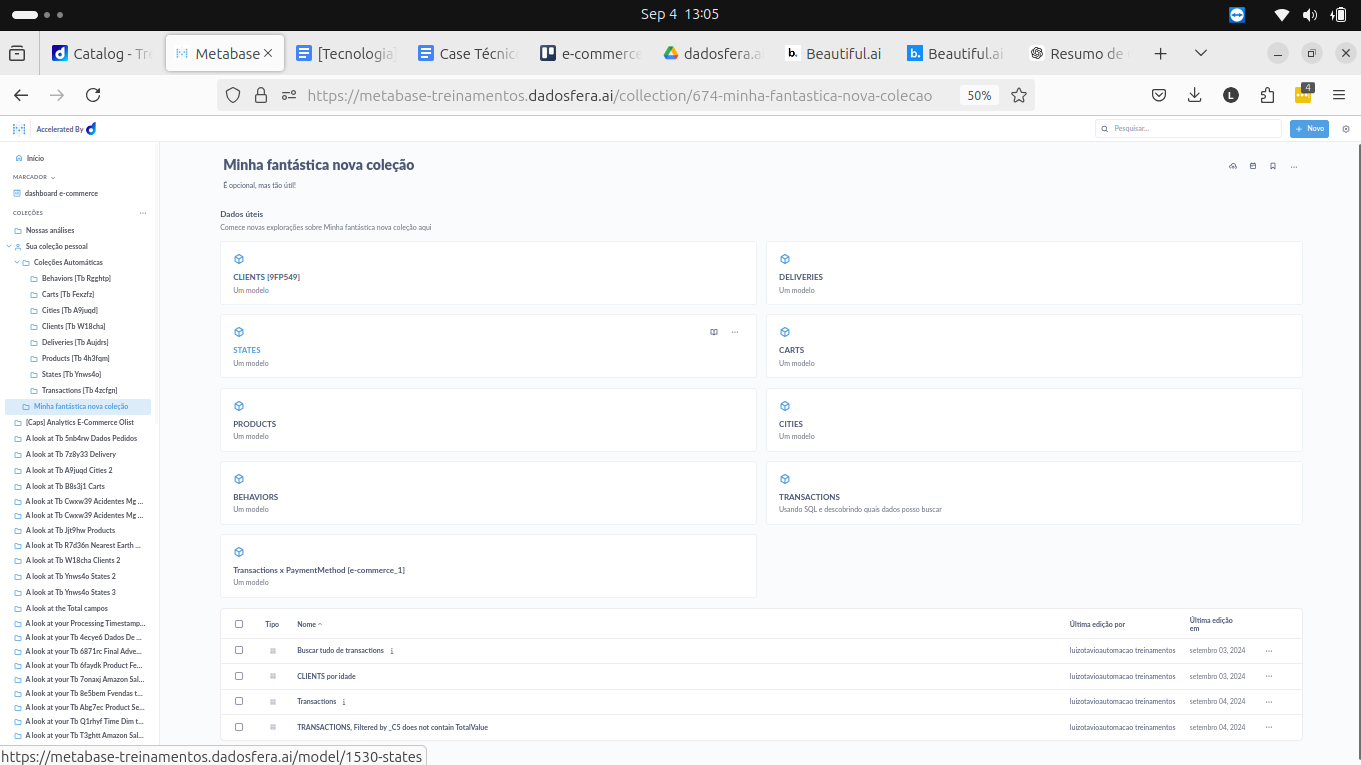 Sep 4 13:05
Catalog - Tre
Metabase
[Tecnologia]
Case Técnic
e-commerce
dadosfera.a
Beautiful.ai
Beautiful.ai
Resumo de
https://metabase-treinamentos.dadosfera.ai/collection/674-minha-fantastica-nova-colecao
50%
L
4
Accelerated By
Pesquisar...
+ Novo
Início
MARCADOR
dashboard e-commerce
COLEÇÕES
Nossas análises
Sua coleção pessoal
Coleções Automáticas
Behaviors [Tb Rgghtp]
Carts [Tb Fexzfz]
Cities [Tb A9juqd]
Clients [Tb W18cha]
Deliveries [Tb Aujdrs]
Products [Tb 4h3fqm]
States [Tb Ynws4o]
Transactions [Tb 4zcfgn]
Minha fantástica nova coleção
[Caps] Analytics E-Commerce Olist
A look at Tb 5nb4rw Dados Pedidos
A look at Tb 7z8y33 Delivery
A look at Tb A9juqd Cities 2
A look at Tb B8s3j1 Carts
A look at Tb Cwxw39 Acidentes Mg ...
A look at Tb Cwxw39 Acidentes Mg ...
A look at Tb Jjt9hw Products
A look at Tb R7d36n Nearest Earth ...
A look at Tb W18cha Clients 2
A look at Tb Ynws4o States 2
A look at Tb Ynws4o States 3
A look at the Total campos
A look at your Processing Timestamp...
A look at your Tb 4ecye6 Dados De ...
A look at your Tb 6871rc Final Adve...
A look at your Tb 6faydk Product Fe...
A look at your Tb 7onaxj Amazon Sal...
A look at your Tb 8e5bem Fvendas t...
A look at your Tb Abg7ec Product Se...
A look at your Tb Q1rhyf Time Dim t...
A look at your Tb T3ghtt Amazon Sal...
Minha fantástica nova coleção
É opcional, mas tão útil!
Dados úteis
Comece novas explorações sobre Minha fantástica nova coleção aqui
CLIENTS [9FP549]
Um modelo
DELIVERIES
Um modelo
STATES
Um modelo
CARTS
Um modelo
PRODUCTS
Um modelo
CITIES
Um modelo
BEHAVIORS
Um modelo
TRANSACTIONS
Usando SQL e descobrindo quais dados posso buscar
Transactions x PaymentMethod [e-commerce_1]
Um modelo
Tipo Nome Última edição por Última edição em
Buscar tudo de transactions luizotavioautomacao treinamentos setembro 03, 2024
CLIENTS por idade luizotavioautomacao treinamentos setembro 03, 2024
Transactions luizotavioautomacao treinamentos setembro 04, 2024
TRANSACTIONS, Filtered by _C5 does not contain TotalValue luizotavioautomacao treinamentos setembro 04, 2024
https://metabase-treinamentos.dadosfera.ai/model/1530-states